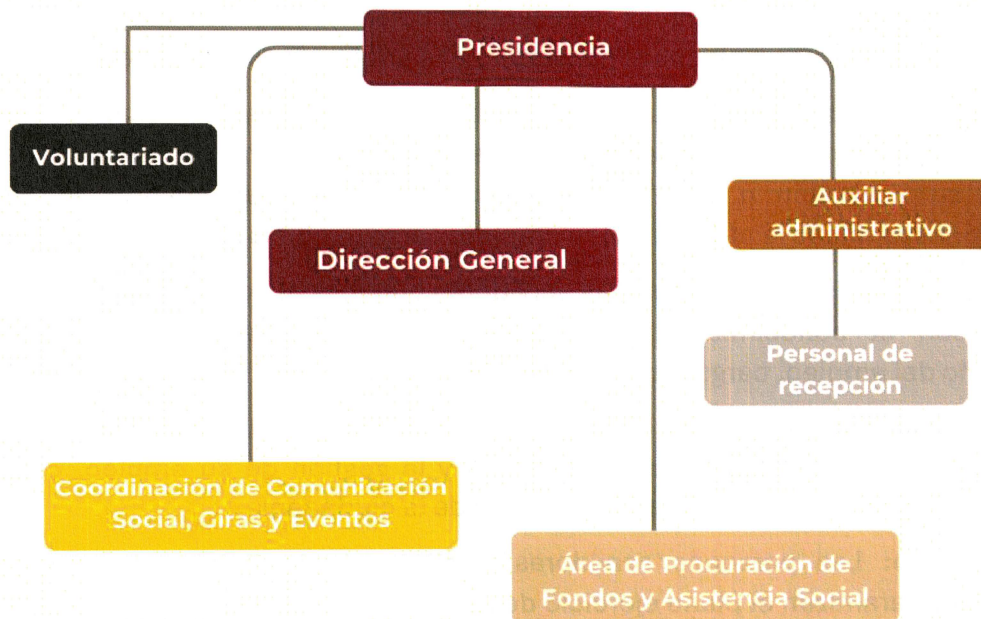 Presidencia
Voluntariado
Auxiliar
administrativo
Dirección General
Personal de
recepción
Coordinación de Comunicación
Social, Giras y Eventos
Área de Procuración de
Fondos y Asistencia Social